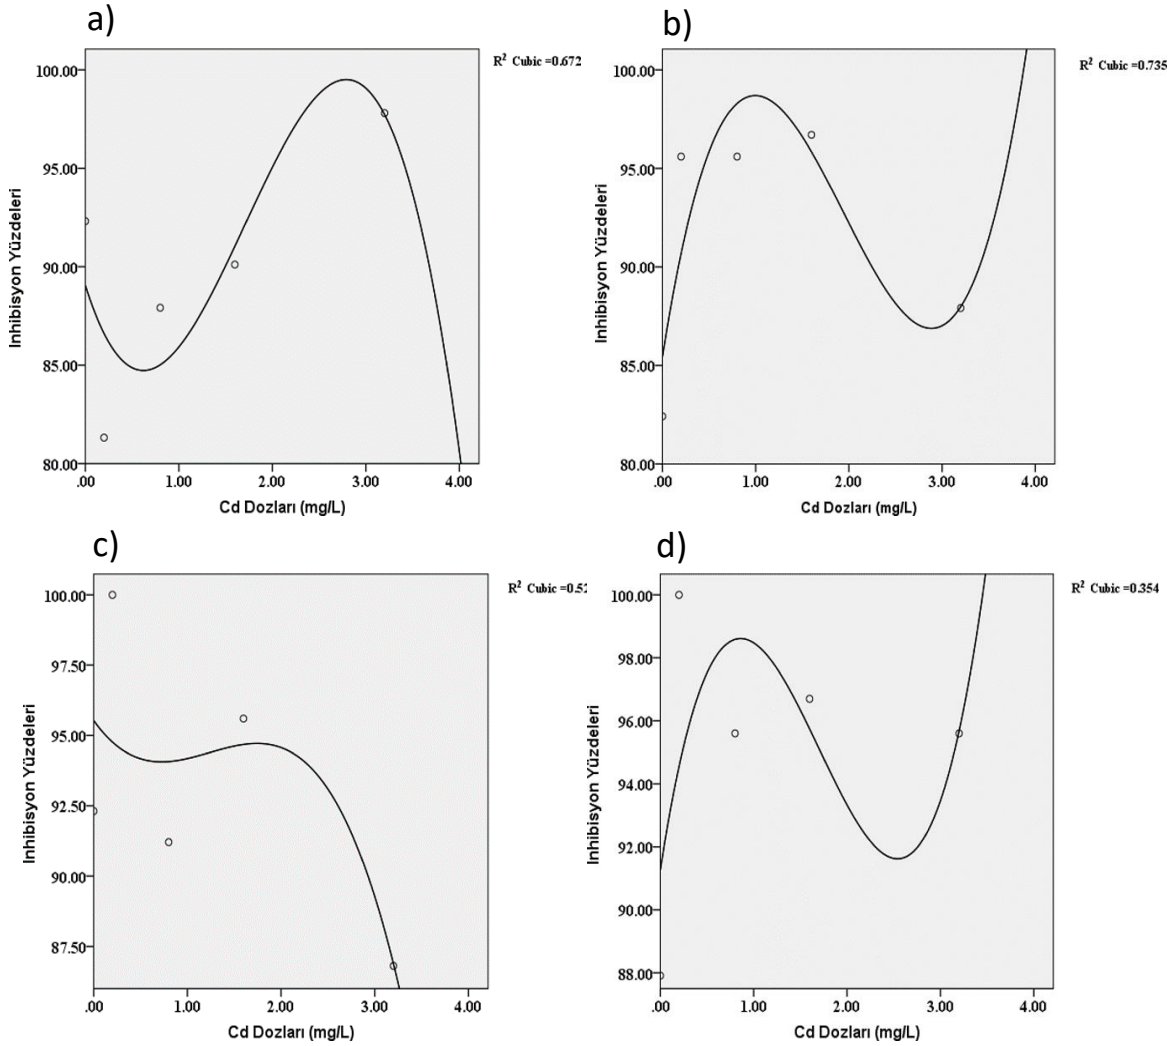 a)
R² Cubic =0.672
100.00
95.00
90.00
85.00
80.00
.00 1.00 2.00 3.00 4.00
Inhibisyon Yüzdeleri
Cd Dozları (mg/L)
b)
R² Cubic =0.735
100.00
95.00
90.00
85.00
80.00
.00 1.00 2.00 3.00 4.00
Inhibisyon Yüzdeleri
Cd Dozları (mg/L)
c)
R² Cubic
100.00
97.50
95.00
92.50
90.00
87.50
.00 1.00 2.00 3.00 4.00
Inhibisyon Yüzdeleri
Cd Dozları (mg/L)
d)
R² Cubic =0.354
100.00
98.00
96.00
94.00
92.00
90.00
88.00
.00 1.00 2.00 3.00 4.00
Inhibisyon Yüzdeleri
Cd Dozları (mg/L)